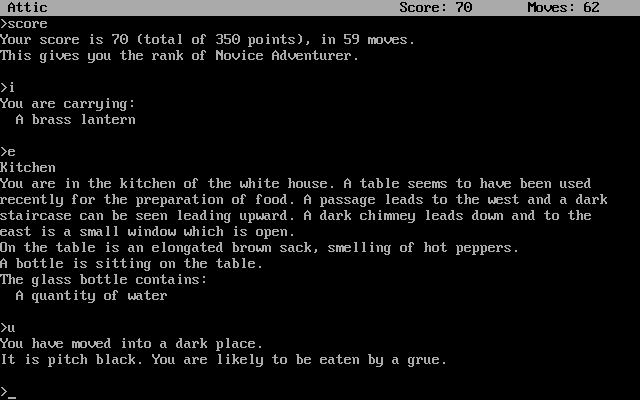 Attic Score: 70 Moves: 62
>score
Your score is 70 (total of 350 points), in 59 moves.
This gives you the rank of Novice Adventurer.
>i
You are carrying:
A brass lantern
>e
Kitchen
You are in the kitchen of the white house. A table seems to have been used
recently for the preparation of food. A passage leads to the west and a dark
staircase can be seen leading upward. A dark chimney leads down and to the
east is a small window which is open.
On the table is an elongated brown sack, smelling of hot peppers.
A bottle is sitting on the table.
The glass bottle contains:
A quantity of water
>u
You have moved into a dark place.
It is pitch black. You are likely to be eaten by a grue.
>_